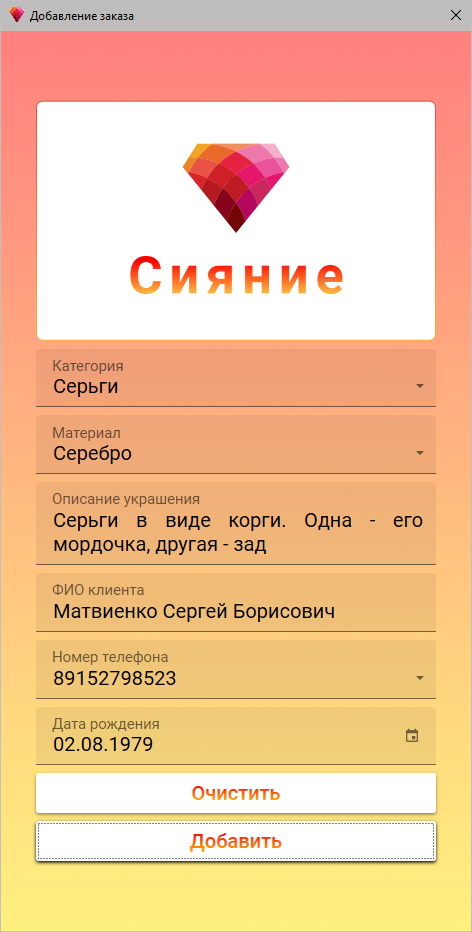 Добавление заказа
Сияние
Категория
Серьги
Материал
Серебро
Описание украшения
Серьги в виде корги. Одна - его
мордочка, другая - зад
ФИО клиента
Матвиенко Сергей Борисович
Номер телефона
89152798523
Дата рождения
02.08.1979
Очистить
Добавить